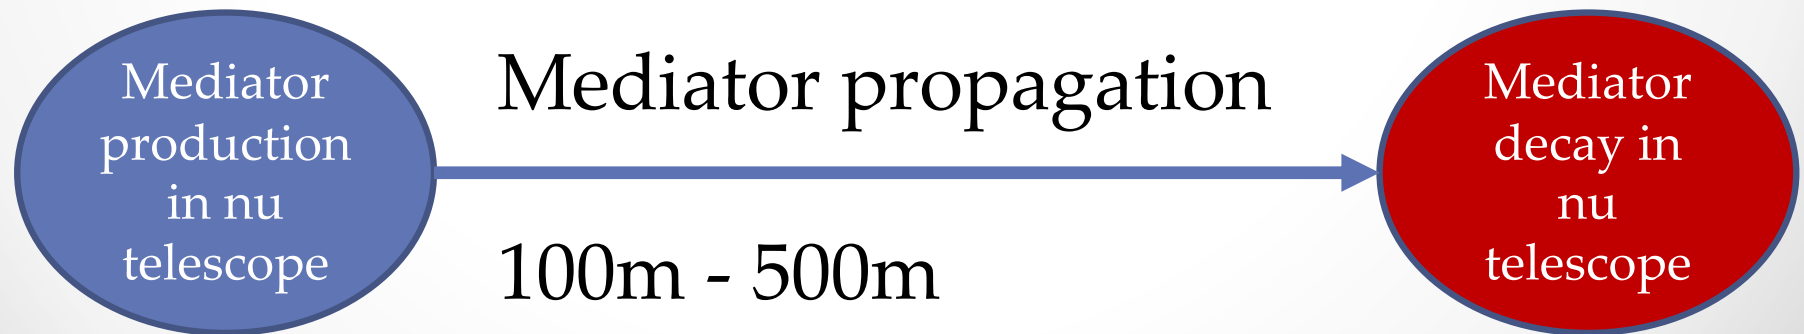 Mediator
production
in nu
telescope
Mediator propagation
100m - 500m
Mediator
decay in
nu
telescope